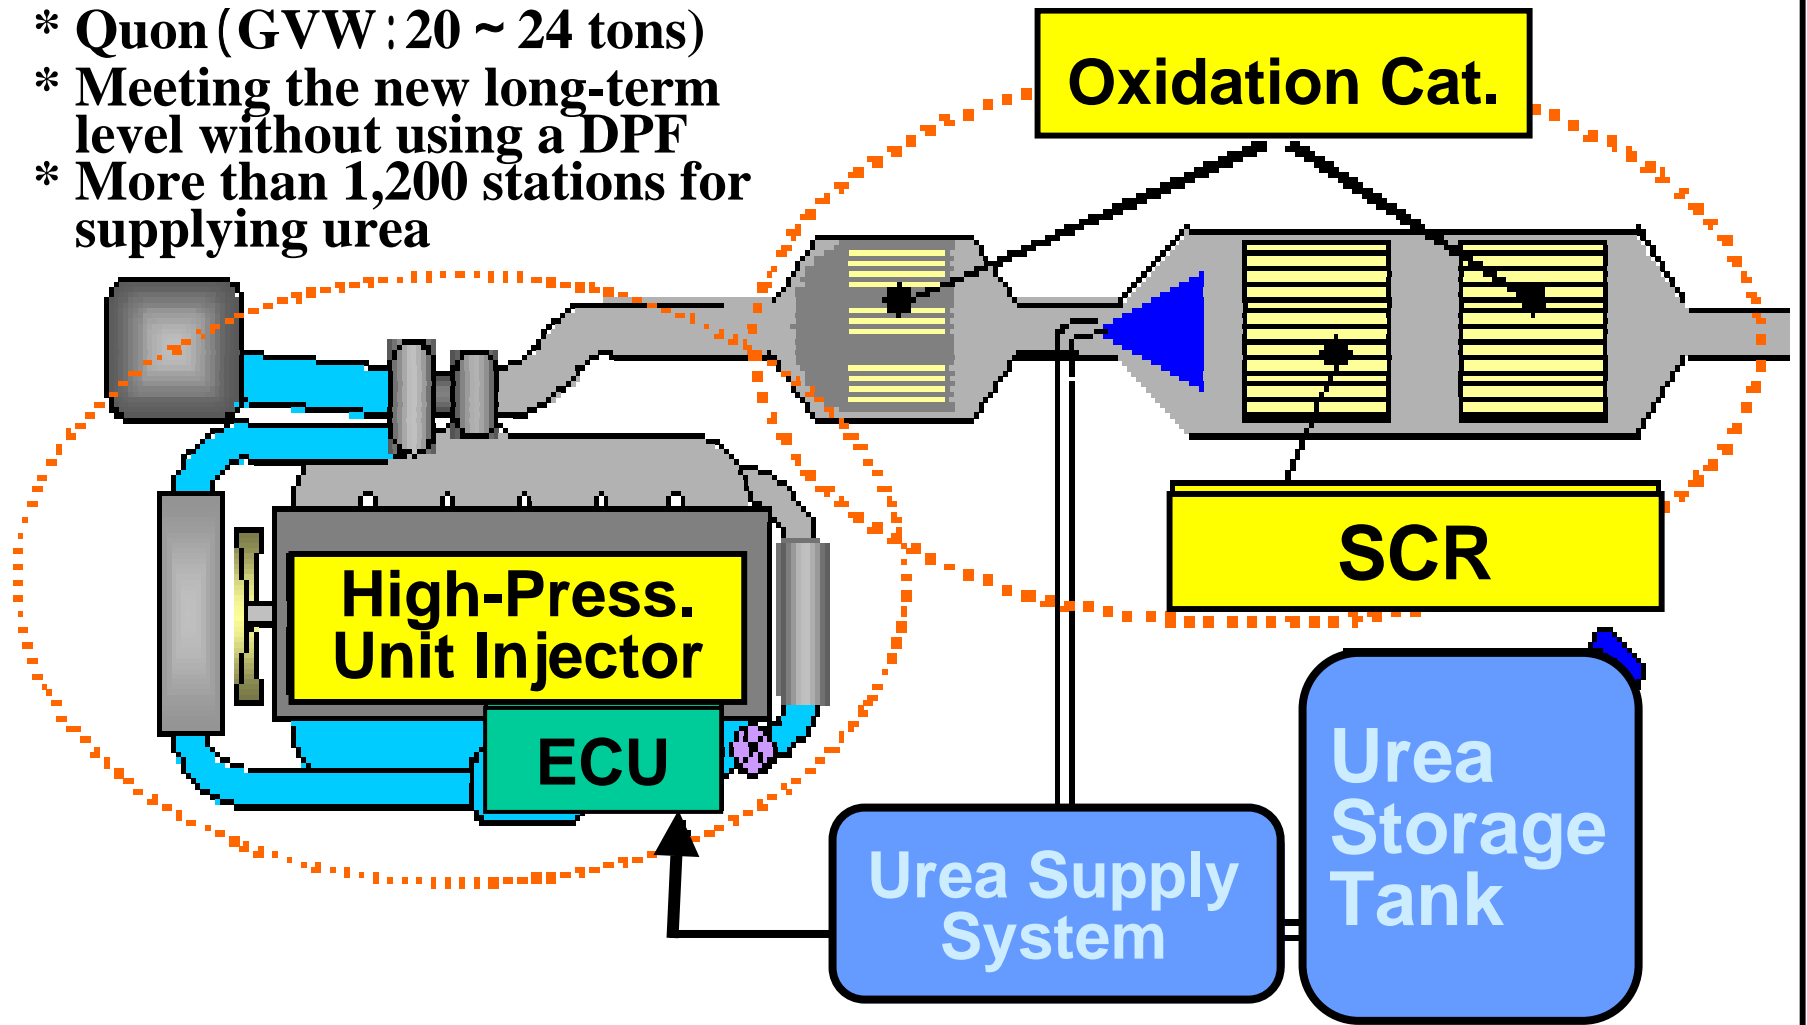 * Quon(GVW:20 ~ 24 tons)
* Meeting the new long-term
level without using a DPF
* More than 1,200 stations for
supplying urea
Oxidation Cat.
SCR
High-Press.
Unit Injector
ECU
Urea Supply
System
Urea
Storage
Tank